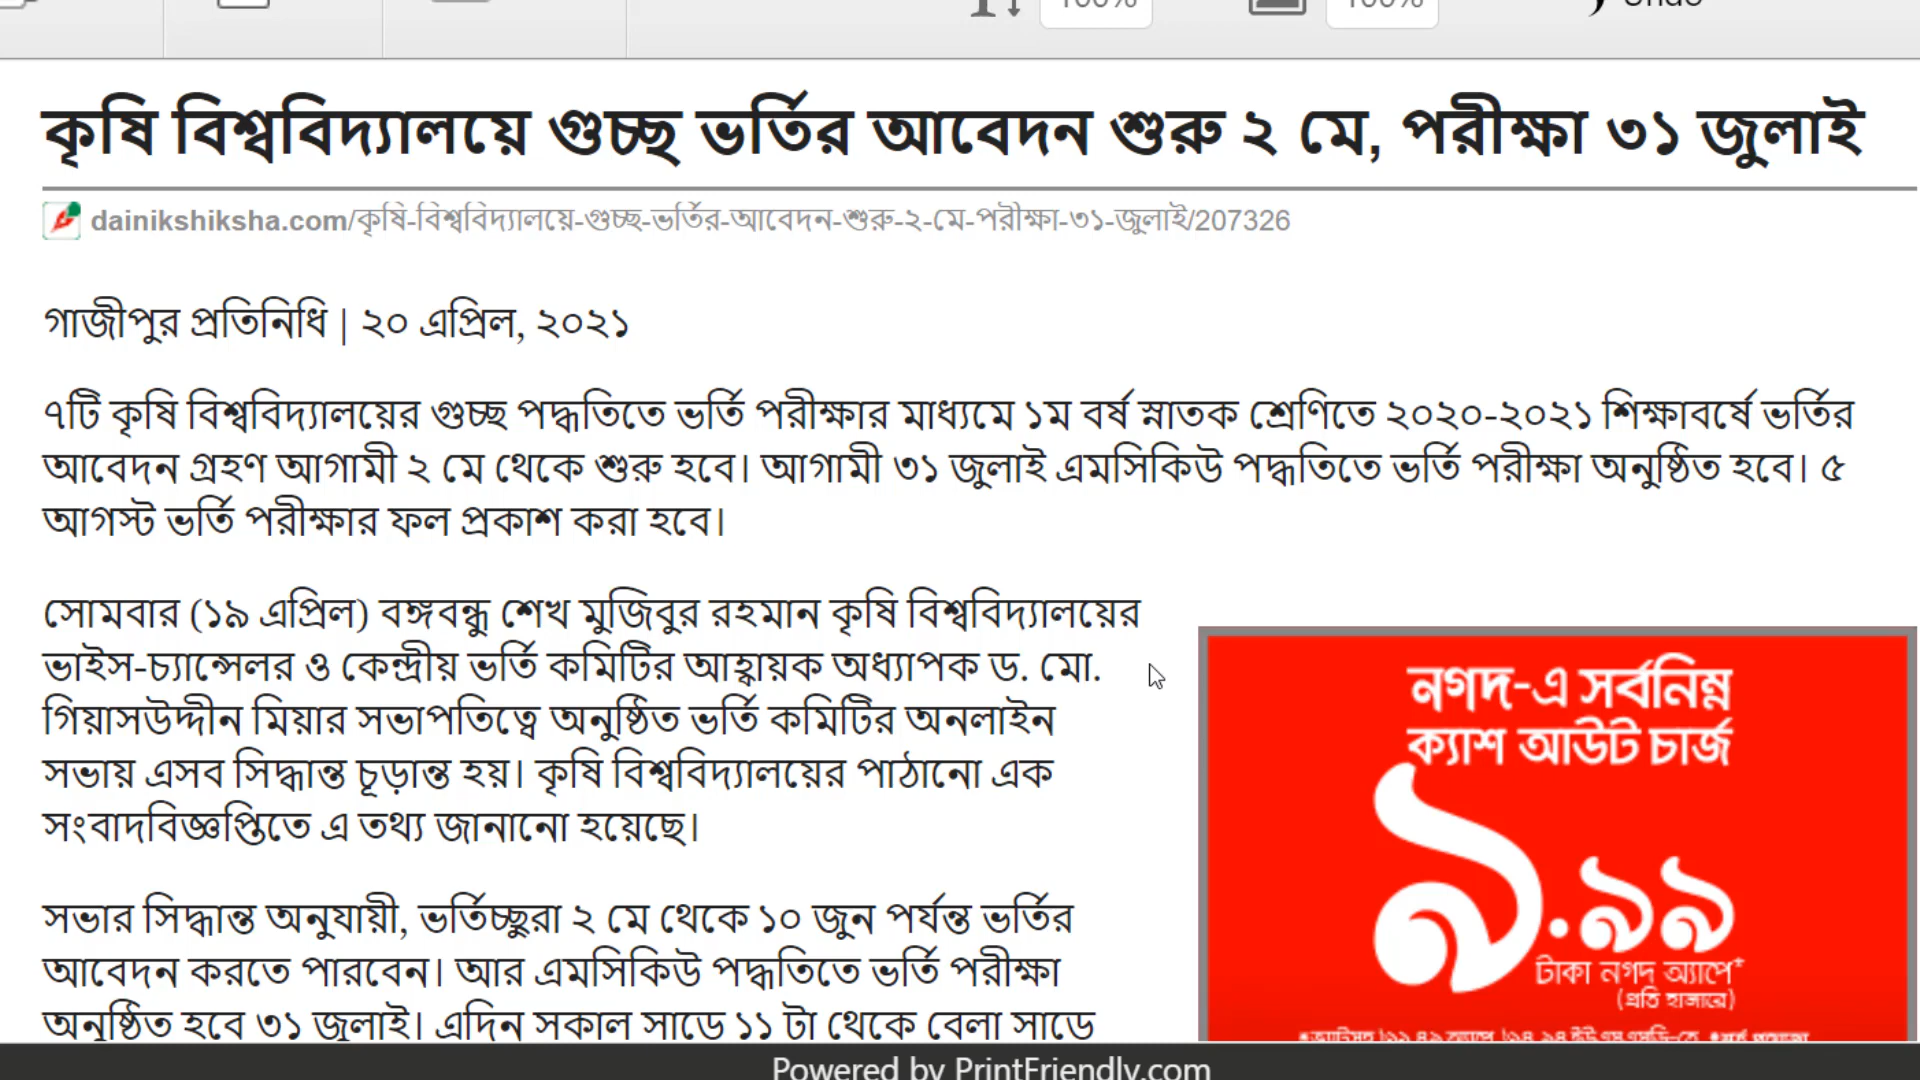 100%
100%
Undo
কৃষি বিশ্ববিদ্যালয়ে গুচ্ছ ভর্তির আবেদন শুরু ২ মে, পরীক্ষা ৩১ জুলাই
dainikshiksha.com/কৃষি-বিশ্ববিদ্যালয়ে-গুচ্ছ-ভর্তির-আবেদন-শুরু-২-মে-পরীক্ষা-৩১-জুলাই/207326
গাজীপুর প্রতিনিধি | ২০ এপ্রিল, ২০২১
৭টি কৃষি বিশ্ববিদ্যালয়ের গুচ্ছ পদ্ধতিতে ভর্তি পরীক্ষার মাধ্যমে ১ম বর্ষ স্নাতক শ্রেণিতে ২০২০-২০২১ শিক্ষাবর্ষে ভর্তির
আবেদন গ্রহণ আগামী ২ মে থেকে শুরু হবে। আগামী ৩১ জুলাই এমসিকিউ পদ্ধতিতে ভর্তি পরীক্ষা অনুষ্ঠিত হবে। ৫
আগস্ট ভর্তি পরীক্ষার ফল প্রকাশ করা হবে।
সোমবার (১৯ এপ্রিল) বঙ্গবন্ধু শেখ মুজিবুর রহমান কৃষি বিশ্ববিদ্যালয়ের
ভাইস-চ্যান্সেলর ও কেন্দ্রীয় ভর্তি কমিটির আহ্বায়ক অধ্যাপক ড. মো.
গিয়াসউদ্দীন মিয়ার সভাপতিত্বে অনুষ্ঠিত ভর্তি কমিটির অনলাইন
সভায় এসব সিদ্ধান্ত চূড়ান্ত হয়। কৃষি বিশ্ববিদ্যালয়ের পাঠানো এক
সংবাদবিজ্ঞপ্তিতে এ তথ্য জানানো হয়েছে।
সভার সিদ্ধান্ত অনুযায়ী, ভর্তিচ্ছুরা ২ মে থেকে ১০ জুন পর্যন্ত ভর্তির
আবেদন করতে পারবেন। আর এমসিকিউ পদ্ধতিতে ভর্তি পরীক্ষা
অনুষ্ঠিত হবে ৩১ জুলাই। এদিন সকাল সাড়ে ১১ টা থেকে বেলা সাড়ে
নগদ-এ সর্বনিম্ন
ক্যাশ আউট চার্জ
৯.৯৯
টাকা নগদ অ্যাপে*
(প্রতি হাজারে)
Powered by PrintFriendly.com